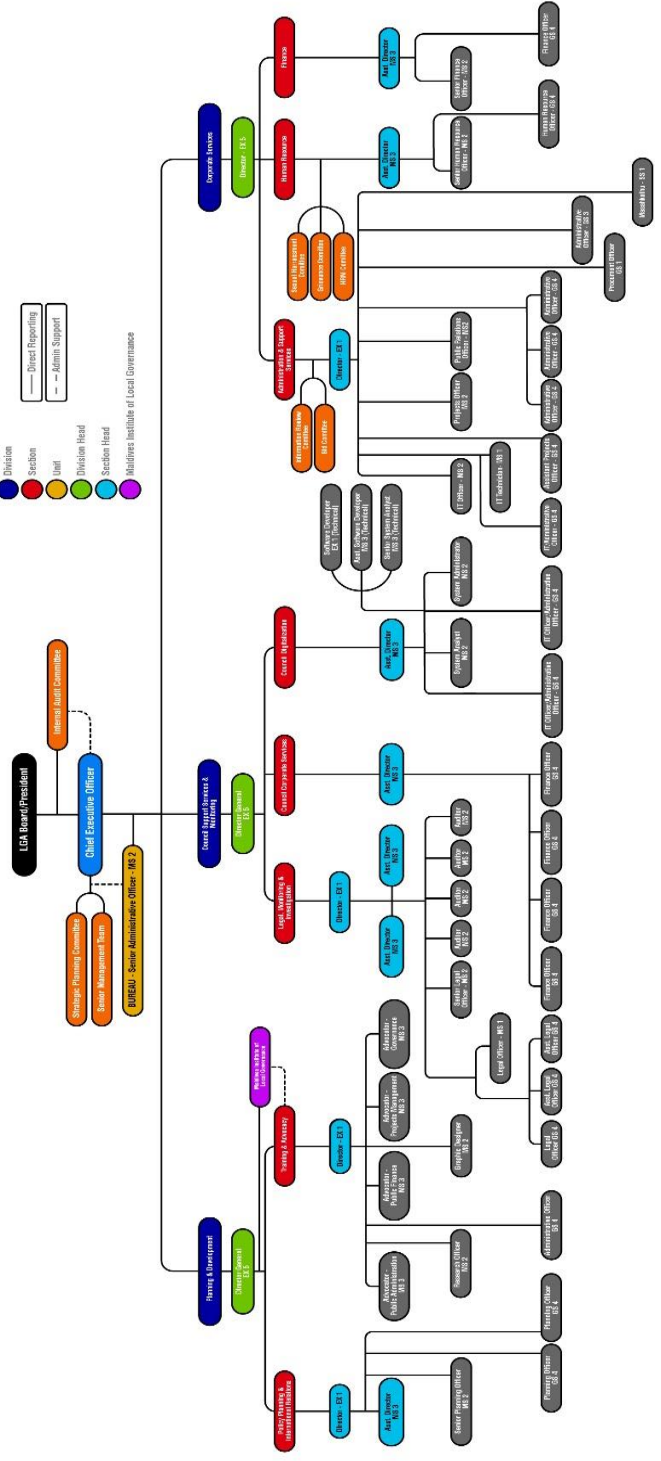 Division
Section
Unit
Division Head
Section Head
Maldives Institute of Local Governance
Direct Reporting
Admin Support
LGA Board/President
Internal Audit Committee
Chief Executive Officer
Strategic Planning Committee
Senior Management Team
BUREAU - Senior Administrative Officer - MS 2
Planning & Development
Director General
EX 5
Maldives Institute of
Local Governance
Policy Planning &
International Relations
Director - EX 1
Asst. Director
MS 3
Senior Planning Officer
MS 2
Planning Officer
GS 4
Planning Officer
GS 4
Training & Advocacy
Director - EX 1
Advocator -
Public Administration
MS 3
Advocator -
Public Finance
MS 3
Advocator -
Projects Management
MS 3
Advocator -
Governance
MS 3
Research Officer
MS 2
Graphic Designer
MS 2
Administrative Officer
GS 4
Council Support Services &
Monitoring
Director General
EX 5
Legal, Monitoring &
Investigation
Director - EX 1
Asst. Director
MS 3
Asst. Director
MS 3
Senior Legal
Officer - MS 2
Auditor
MS 2
Auditor
MS 2
Auditor
MS 2
Auditor
MS 2
Legal Officer - MS 1
Legal
Officer GS 4
Asst. Legal
Officer GS 4
Asst. Legal
Officer GS 4
Council Corporate Services
Asst. Director
MS 3
Finance Officer
GS 4
Finance Officer
GS 4
Finance Officer
GS 4
Finance Officer
GS 4
Council Digitalization
Asst. Director
MS 3
Software Developer
EX 1 (Technical)
Asst. Software Developer
MS 3 (Technical)
Senior System Analyst
MS 3 (Technical)
System Analyst
MS 2
System Administrator
MS 2
IT Officer/Administration
Officer - GS 4
IT Officer/Administration
Officer - GS 4
Corporate Services
Director - EX 5
Administration & Support
Services
Information Review
Committee
Bid Committee
Director - EX 1
IT Officer - MS 2
IT Technician - MS 1
IT/Administrative
Officer - GS 4
Projects Officer
MS 2
Assistant Projects
Officer - GS 4
Public Relations
Officer - MS2
Administrative
Officer - GS 4
Administrative
Officer - GS 4
Administrative
Officer - GS 4
Procurement Officer
GS 1
Administrative
Officer - GS 3
Masakkathu - SS 1
Human Resource
Sexual Harassment
Committee
Grievance Committee
HRM Committee
Asst. Director
MS 3
Senior Human Resource
Officer - MS 2
Human Resource
Officer - GS 4
Finance
Asst. Director
MS 3
Senior Finance
Officer - MS 2
Finance Officer
GS 4